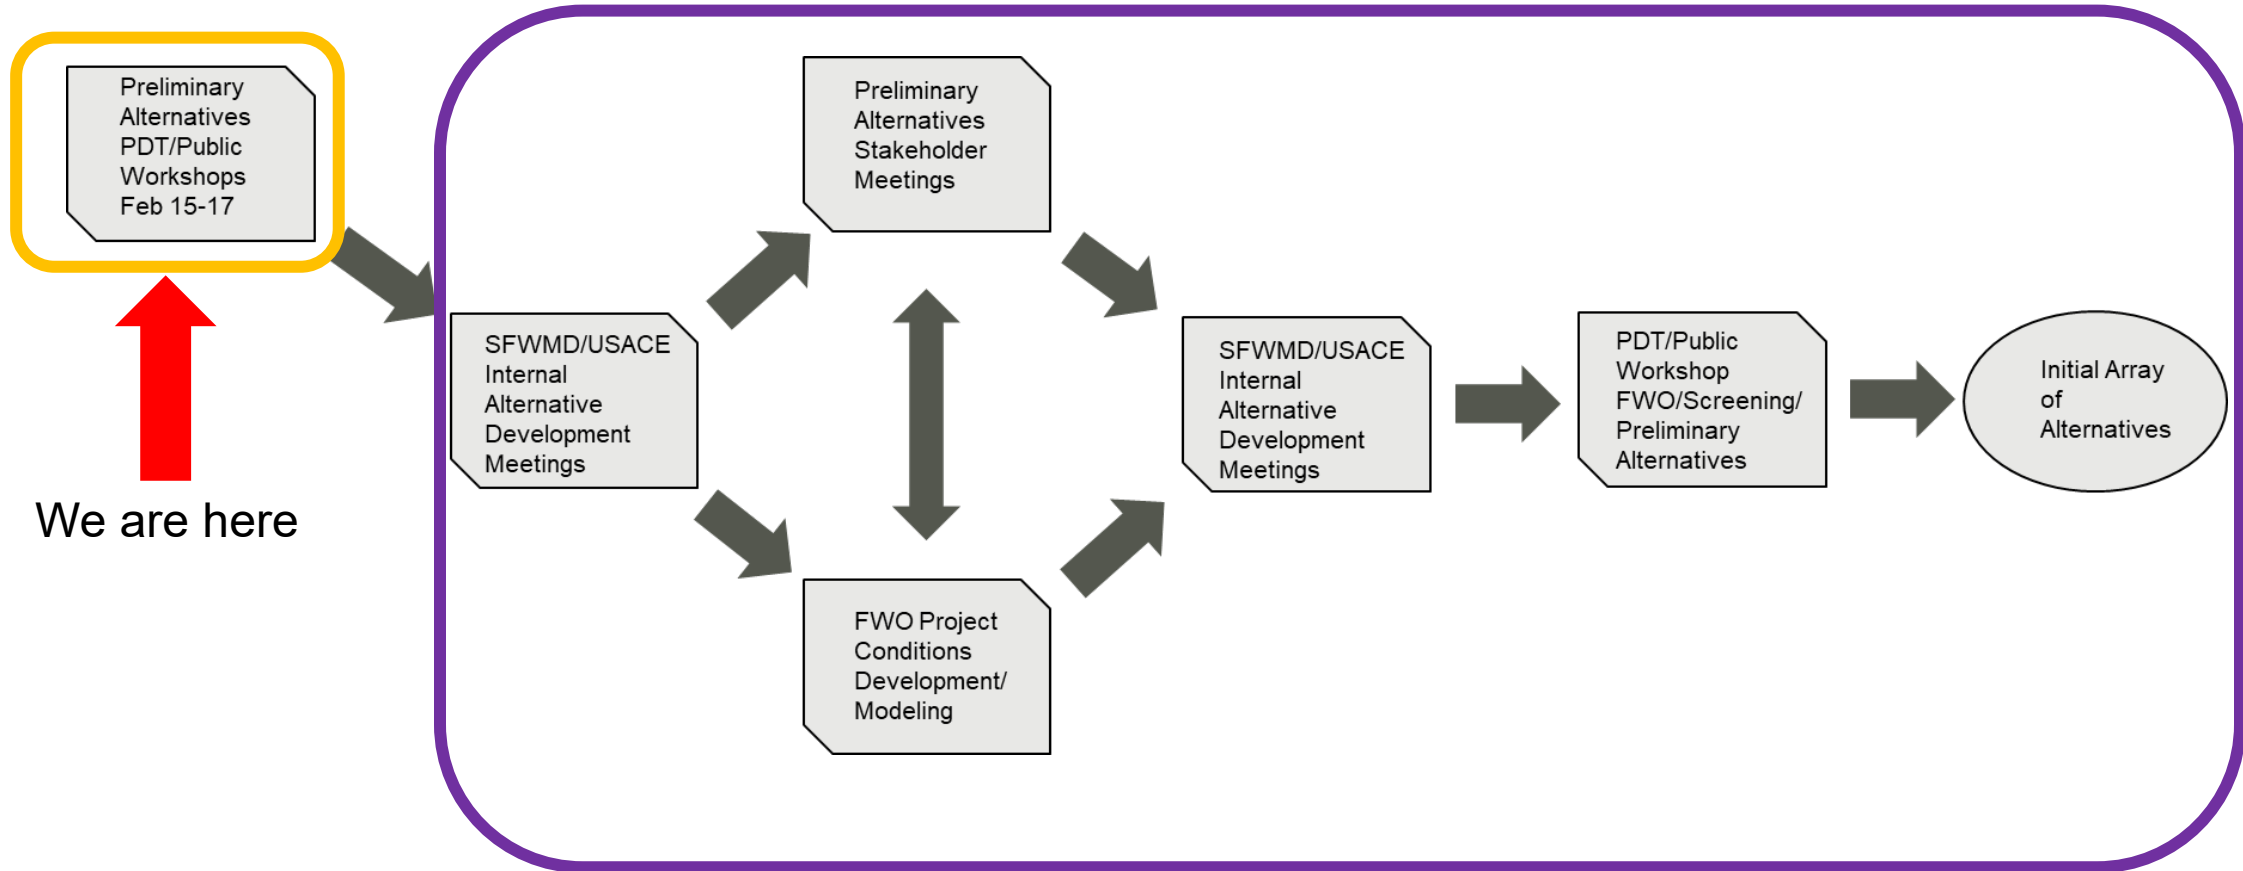 Preliminary
Alternatives
PDT/Public
Workshops
Feb 15-17
We are here
SFWMD/USACE
Internal
Alternative
Development
Meetings
Preliminary
Alternatives
Stakeholder
Meetings
FWO Project
Conditions
Development/
Modeling
SFWMD/USACE
Internal
Alternative
Development
Meetings
PDT/Public
Workshop
FWO/Screening/
Preliminary
Alternatives
Initial Array
of
Alternatives